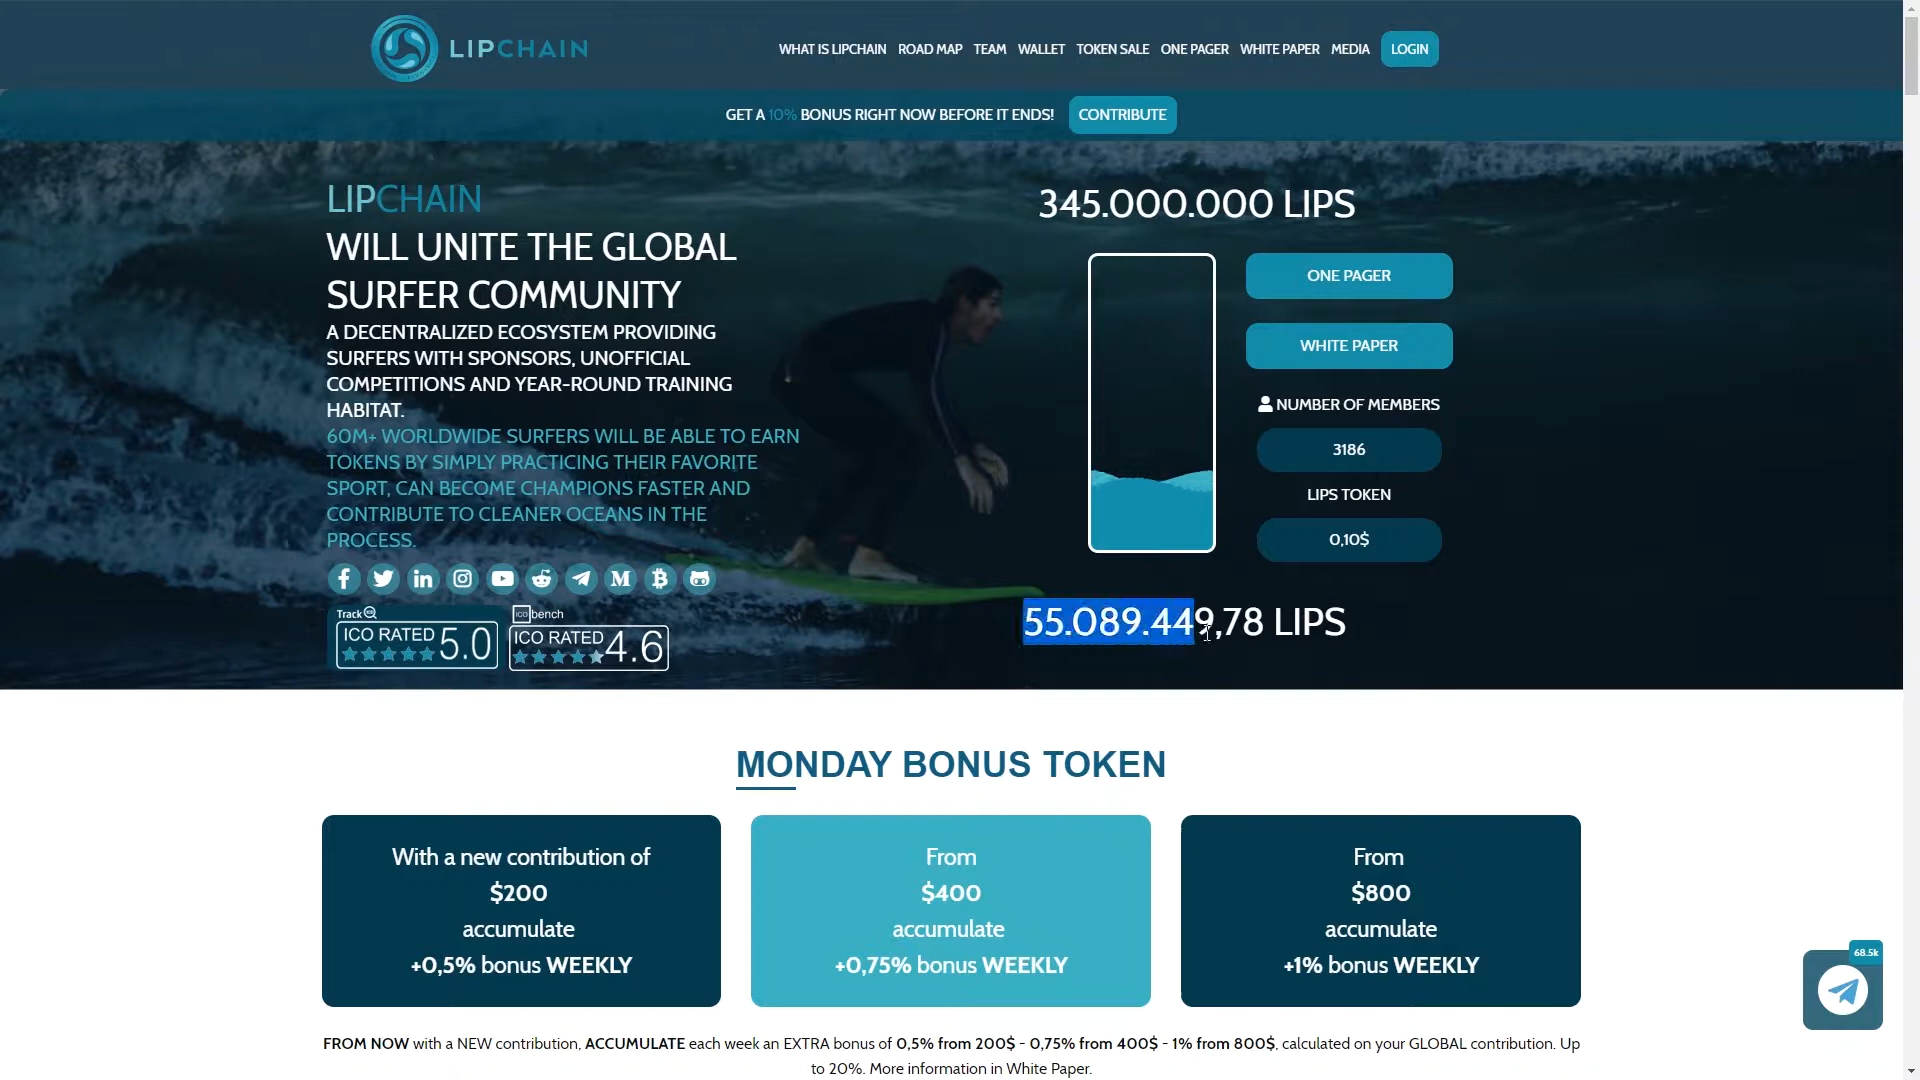 LIPCHAIN
WHAT IS LIPCHAIN ROAD MAP TEAM WALLET TOKEN SALE ONE PAGER WHITE PAPER MEDIA LOGIN
GET A 10% BONUS RIGHT NOW BEFORE IT ENDS! CONTRIBUTE
LIPCHAIN
WILL UNITE THE GLOBAL
SURFER COMMUNITY
A DECENTRALIZED ECOSYSTEM PROVIDING
SURFERS WITH SPONSORS, UNOFFICIAL
COMPETITIONS AND YEAR-ROUND TRAINING
HABITAT.
60M+ WORLDWIDE SURFERS WILL BE ABLE TO EARN
TOKENS BY SIMPLY PRACTICING THEIR FAVORITE
SPORT, CAN BECOME CHAMPIONS FASTER AND
CONTRIBUTE TO CLEANER OCEANS IN THE
PROCESS.
Track ICO
ICO RATED 5.0
ICO bench
ICO RATED 4.6
345.000.000 LIPS
ONE PAGER
WHITE PAPER
NUMBER OF MEMBERS
3186
LIPS TOKEN
0,10$
55.089.449,78 LIPS
MONDAY BONUS TOKEN
With a new contribution of
$200
accumulate
+0,5% bonus WEEKLY
From
$400
accumulate
+0,75% bonus WEEKLY
From
$800
accumulate
+1% bonus WEEKLY
68.5k
FROM NOW with a NEW contribution, ACCUMULATE each week an EXTRA bonus of 0,5% from 200$ - 0,75% from 400$ - 1% from 800$, calculated on your GLOBAL contribution. Up
to 20%. More information in White Paper.